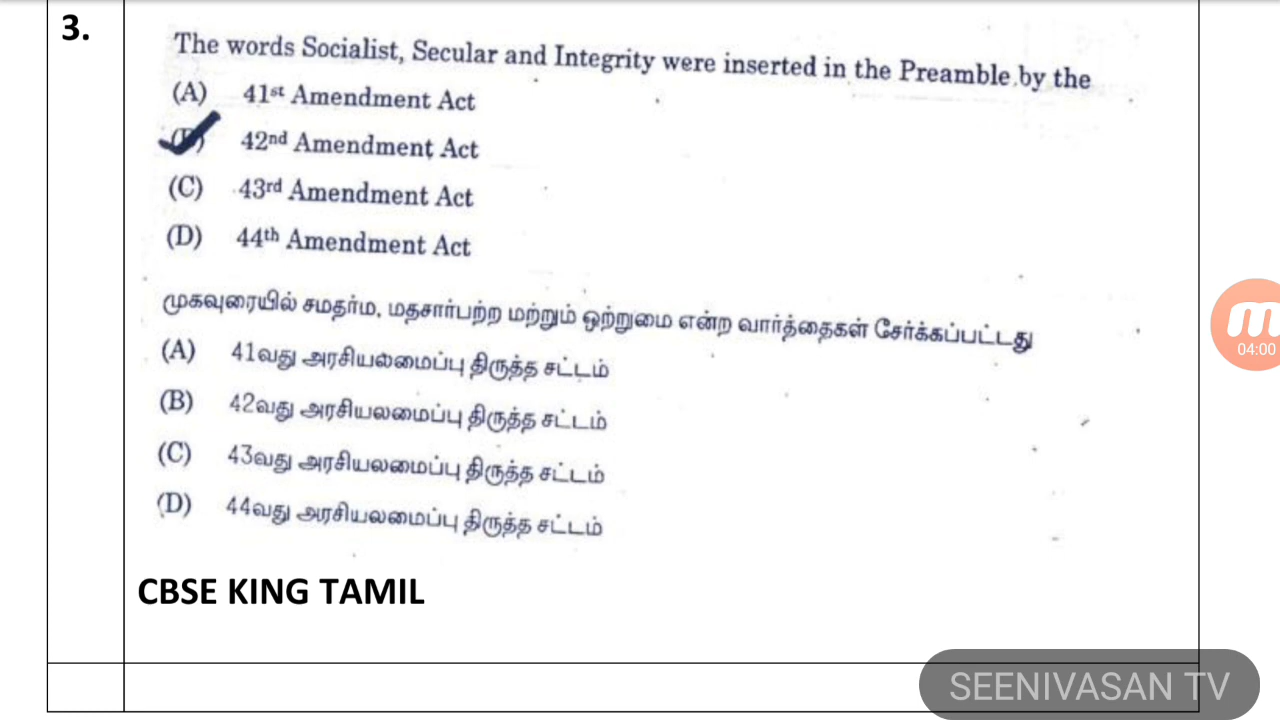 3.
The words Socialist, Secular and Integrity were inserted in the Preamble by the
(A) 41st Amendment Act
(B) 42nd Amendment Act
(C) 43rd Amendment Act
(D) 44th Amendment Act
முகவுரையில் சமதர்ம, மதசார்பற்ற மற்றும் ஒற்றுமை என்ற வார்த்தைகள் சேர்க்கப்பட்டது
(A) 41வது அரசியலமைப்பு திருத்த சட்டம்
(B) 42வது அரசியலமைப்பு திருத்த சட்டம்
(C) 43வது அரசியலமைப்பு திருத்த சட்டம்
(D) 44வது அரசியலமைப்பு திருத்த சட்டம்
04:00
CBSE KING TAMIL
SEENIVASAN TV